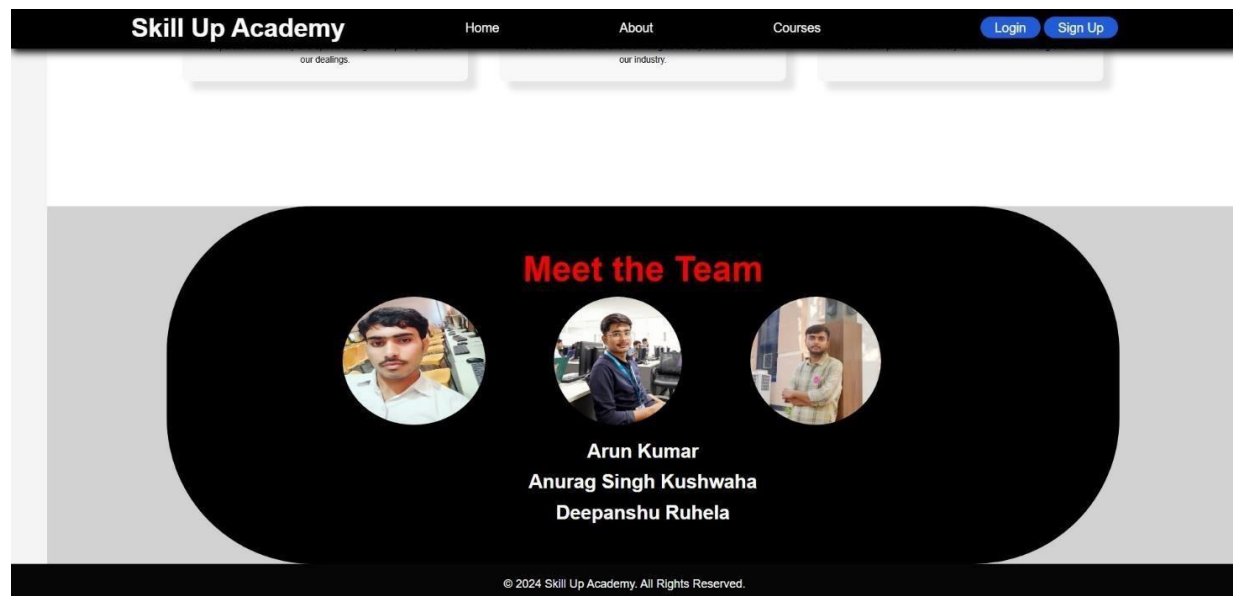 Skill Up Academy Home About Courses Login Sign Up
our dealings. our industry.
Meet the Team
Arun Kumar
Anurag Singh Kushwaha
Deepanshu Ruhela
© 2024 Skill Up Academy. All Rights Reserved.